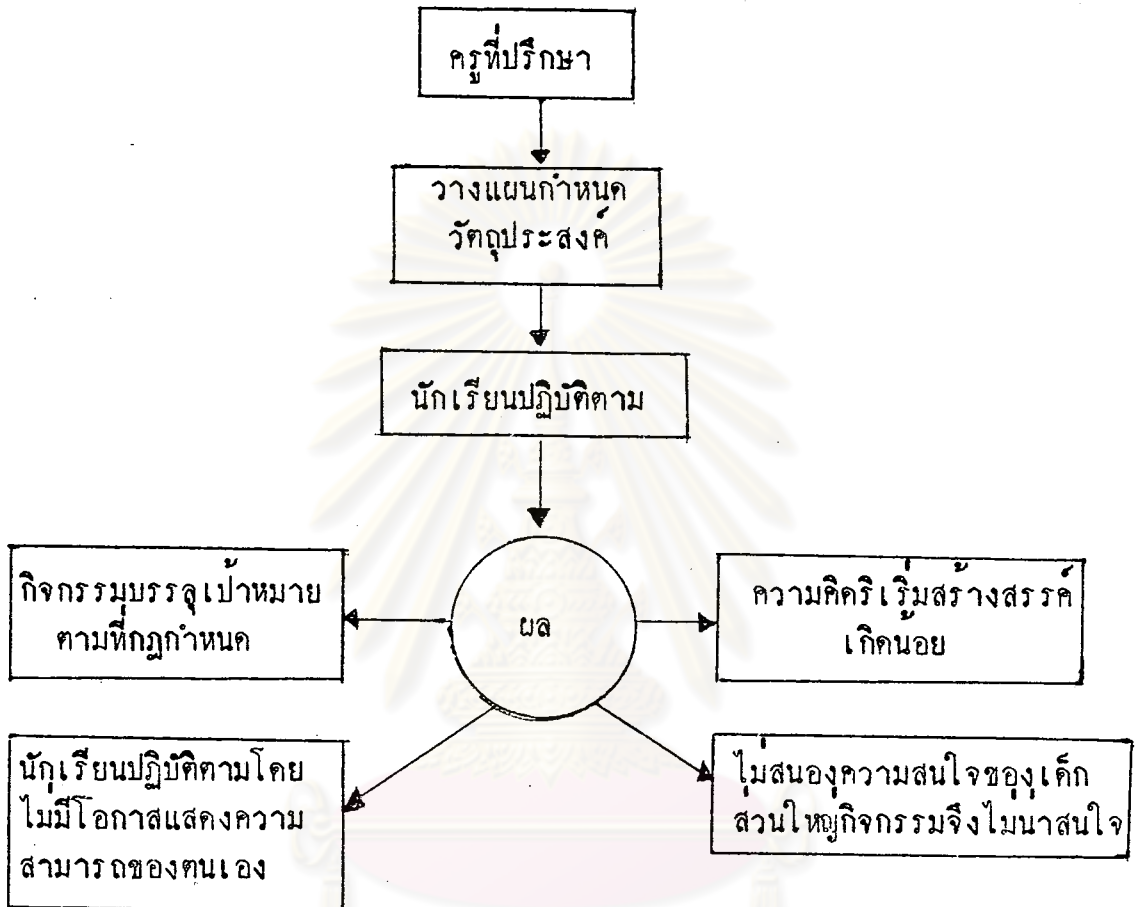 ครูที่ปรึกษา
วางแผนกำหนด
วัตถุประสงค์
นักเรียนปฏิบัติตาม
ผล
กิจกรรมบรรลุเป้าหมาย
ตามที่กฎกำหนด
ความคิดริเริ่มสร้างสรรค์
เกิดน้อย
นักเรียนปฏิบัติตามโดย
ไม่มีโอกาสแสดงความ
สามารถของตนเอง
ไม่สนองความสนใจของเด็ก
ส่วนใหญ่กิจกรรมจึงไม่น่าสนใจ